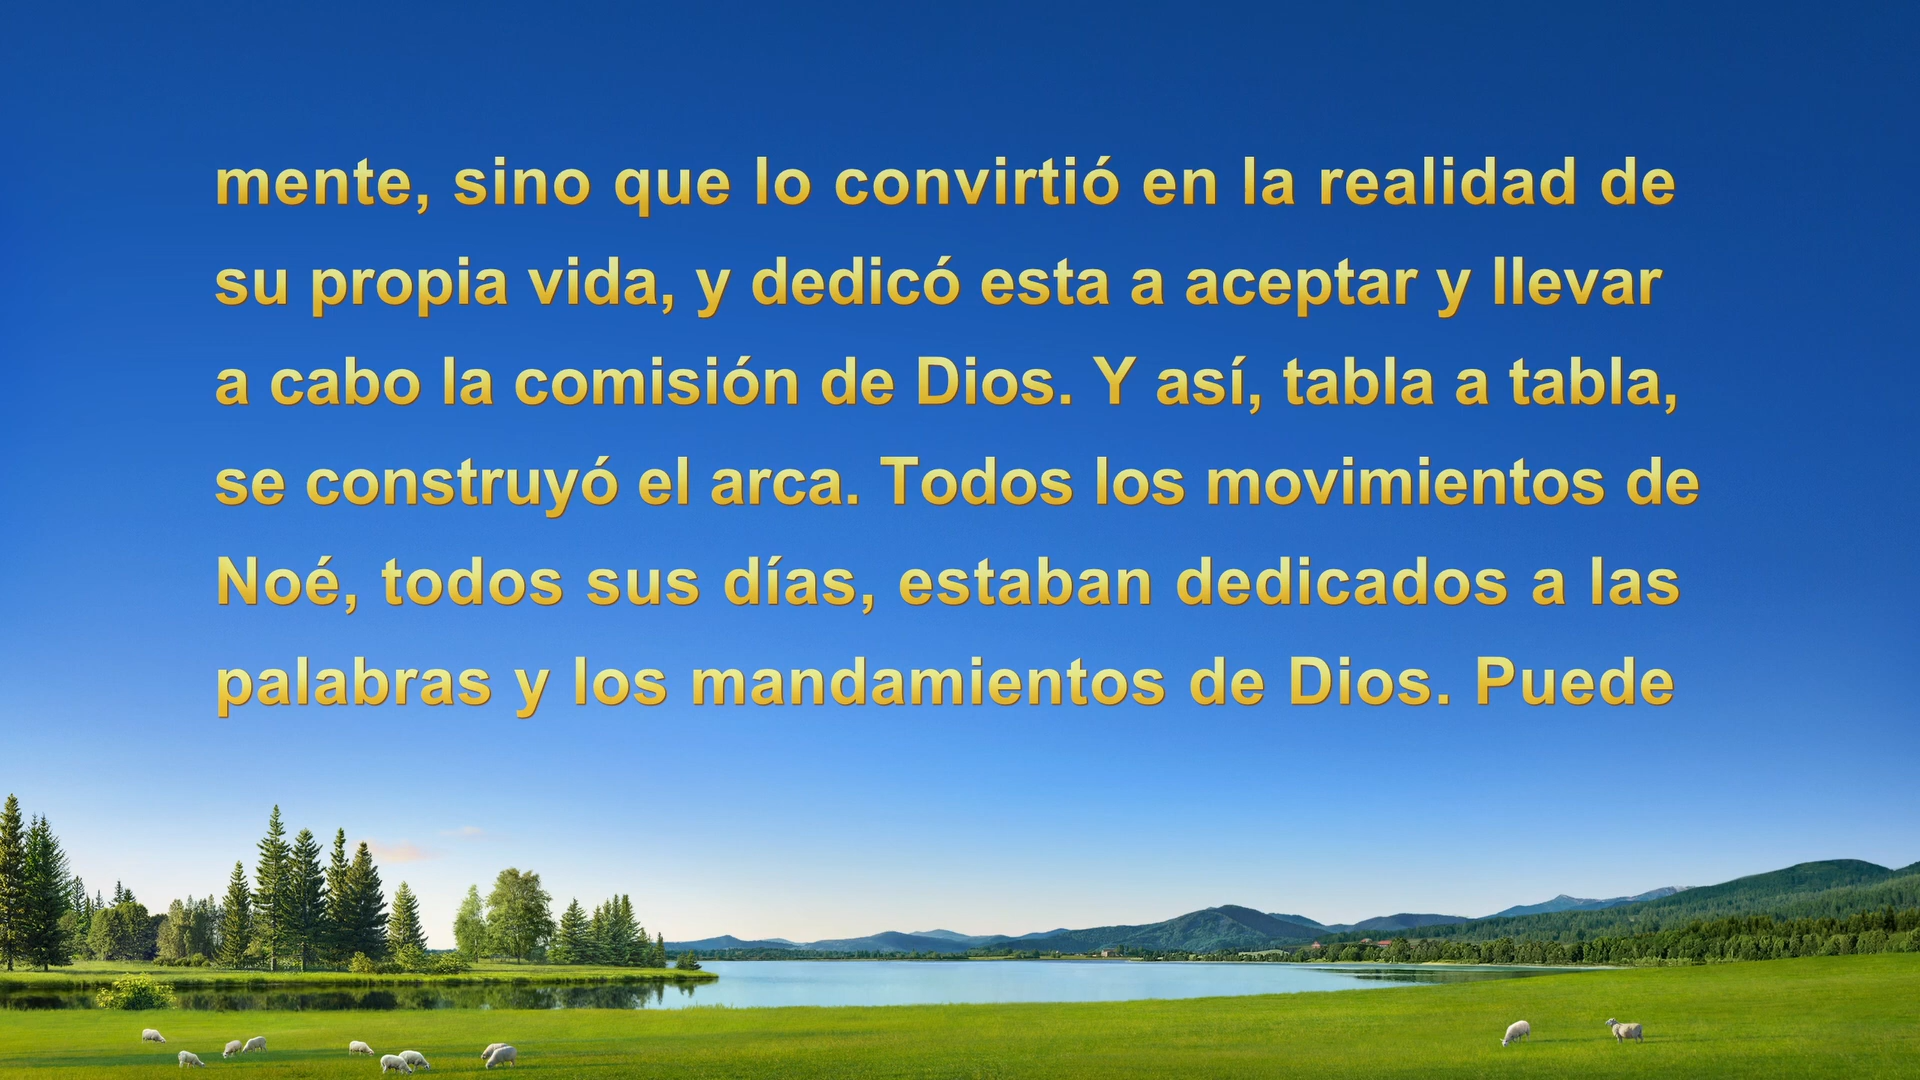 mente, sino que lo convirtió en la realidad de
su propia vida, y dedicó esta a aceptar y llevar
a cabo la comisión de Dios. Y así, tabla a tabla,
se construyó el arca. Todos los movimientos de
Noé, todos sus días, estaban dedicados a las
palabras y los mandamientos de Dios. Puede